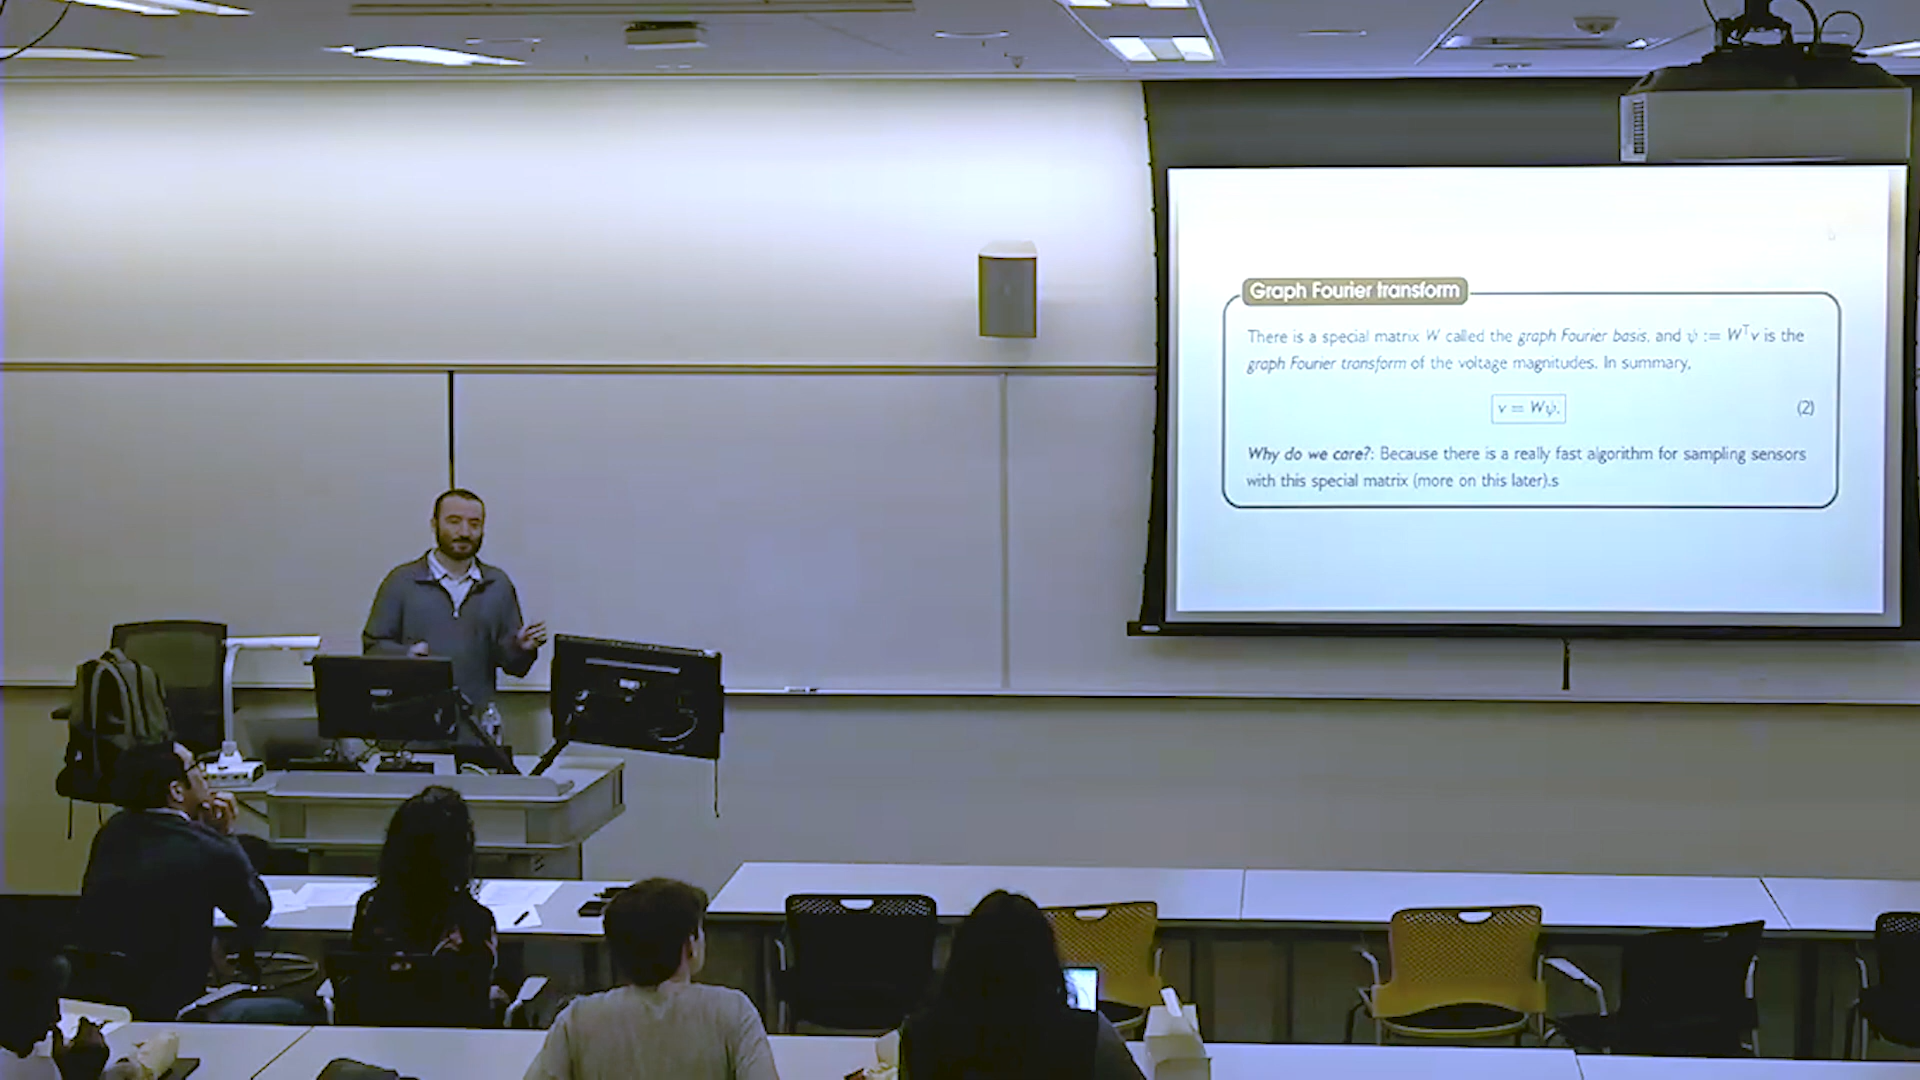 Graph Fourier transform
There is a special matrix W called the graph Fourier basis, and ψ := Wᵀv is the
graph Fourier transform of the voltage magnitudes. In summary,
v = Wψ. (2)
Why do we care?: Because there is a really fast algorithm for sampling sensors
with this special matrix (more on this later).s